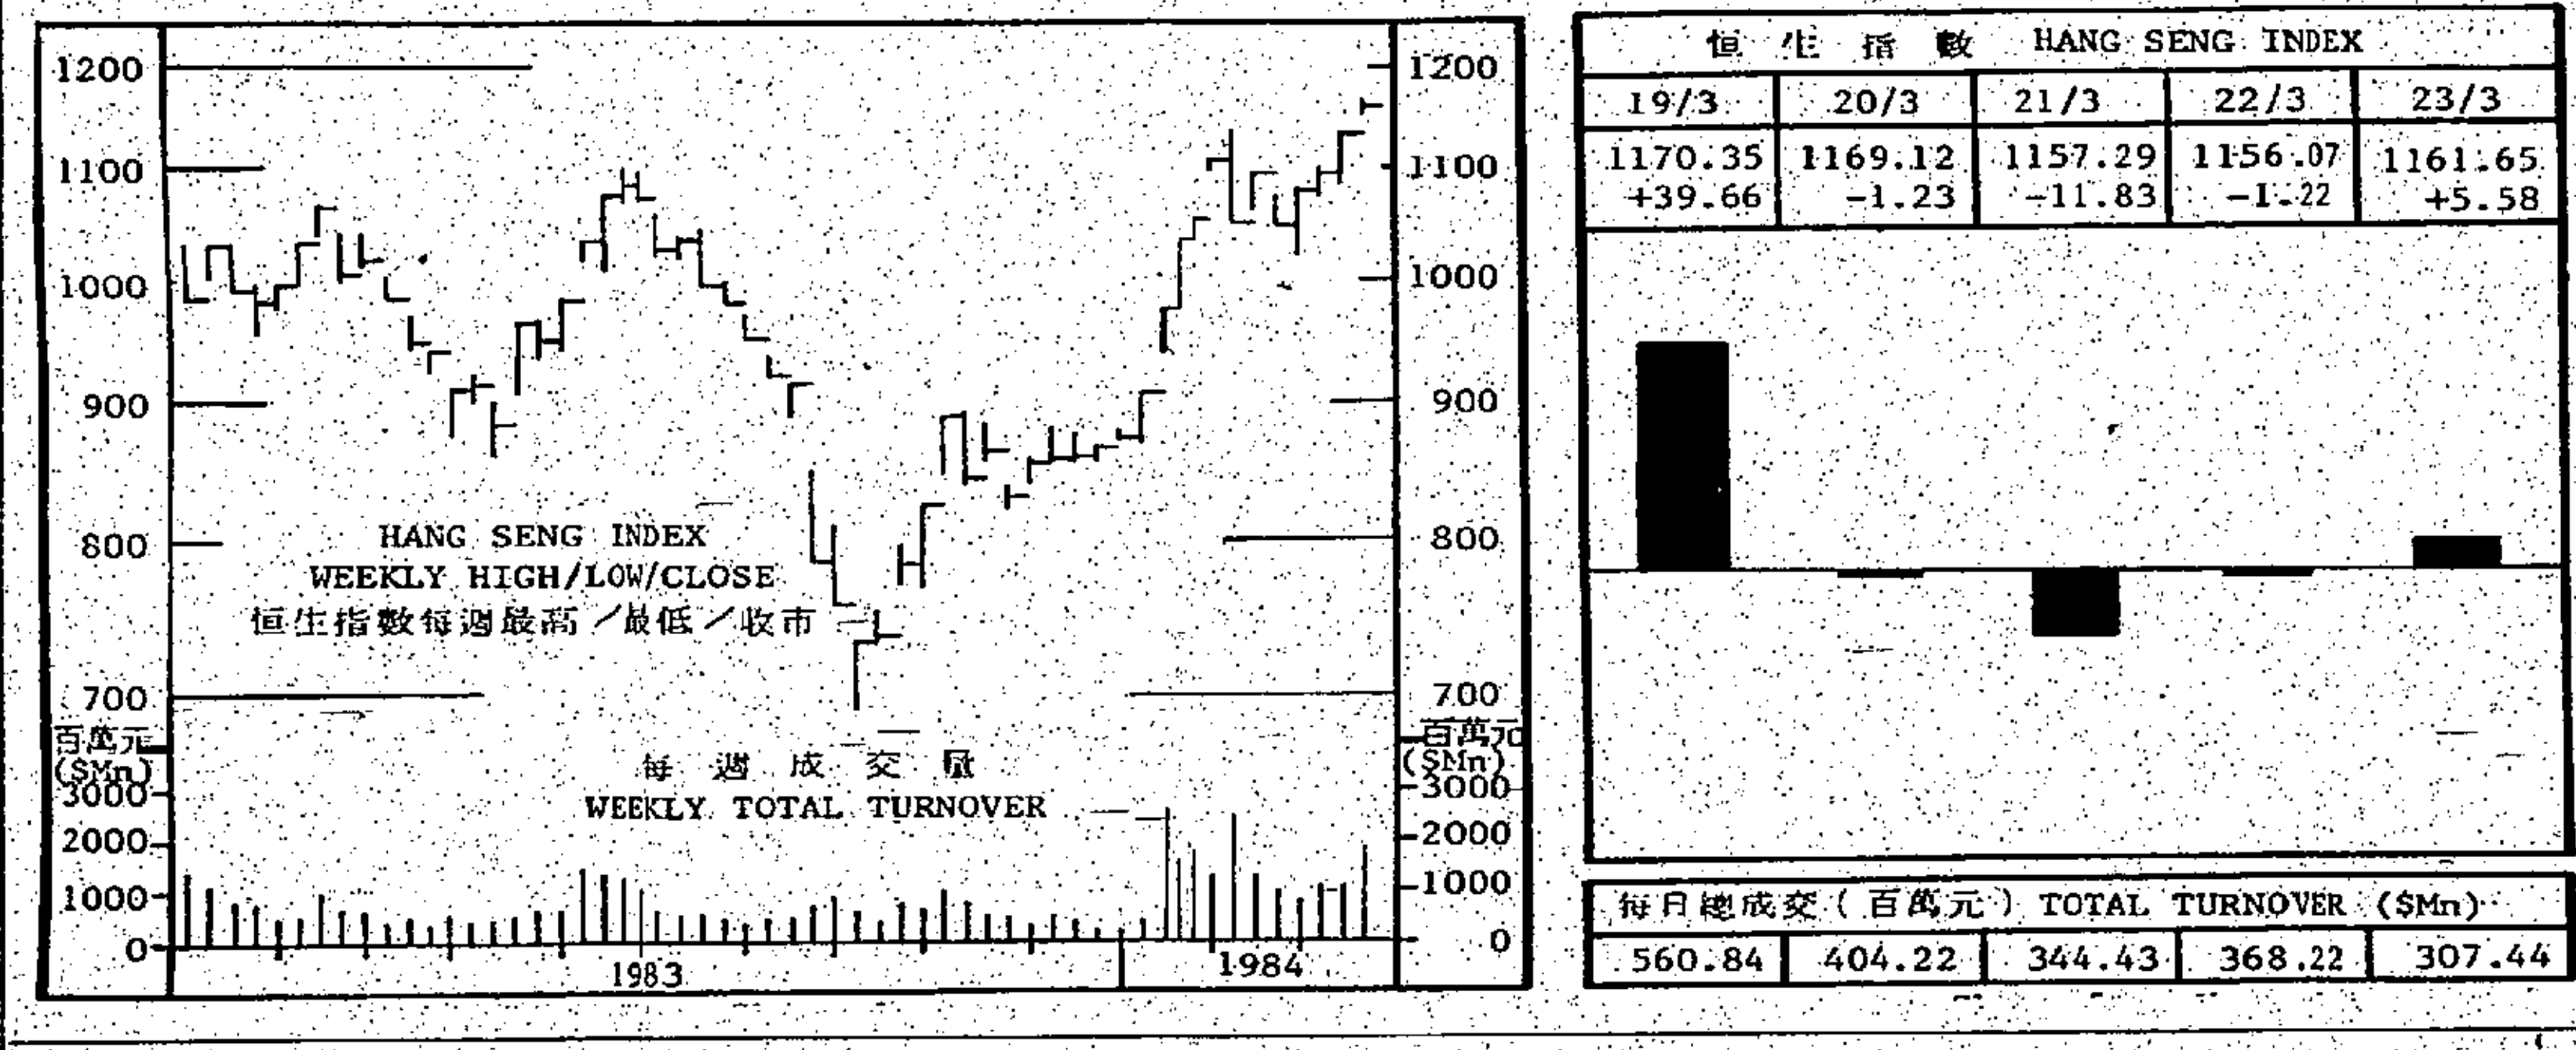 1200
1100
1000
900
800
700
百萬元
($Mn)
3000
2000
1000
0
HANG SENG INDEX
WEEKLY HIGH/LOW/CLOSE
恒生指數每週最高／最低／收市
每週成交量
WEEKLY TOTAL TURNOVER
1983
1984
1200
1100
1000
900
800
700
百萬元
($Mn)
3000
2000
1000
0
恒生指數 HANG SENG INDEX
19/3 20/3 21/3 22/3 23/3
1170.35 1169.12 1157.29 1156.07 1161.65
+39.66 -1.23 -11.83 -1.22 +5.58
每日總成交（百萬元）TOTAL TURNOVER ($Mn)
560.84 404.22 344.43 368.22 307.44